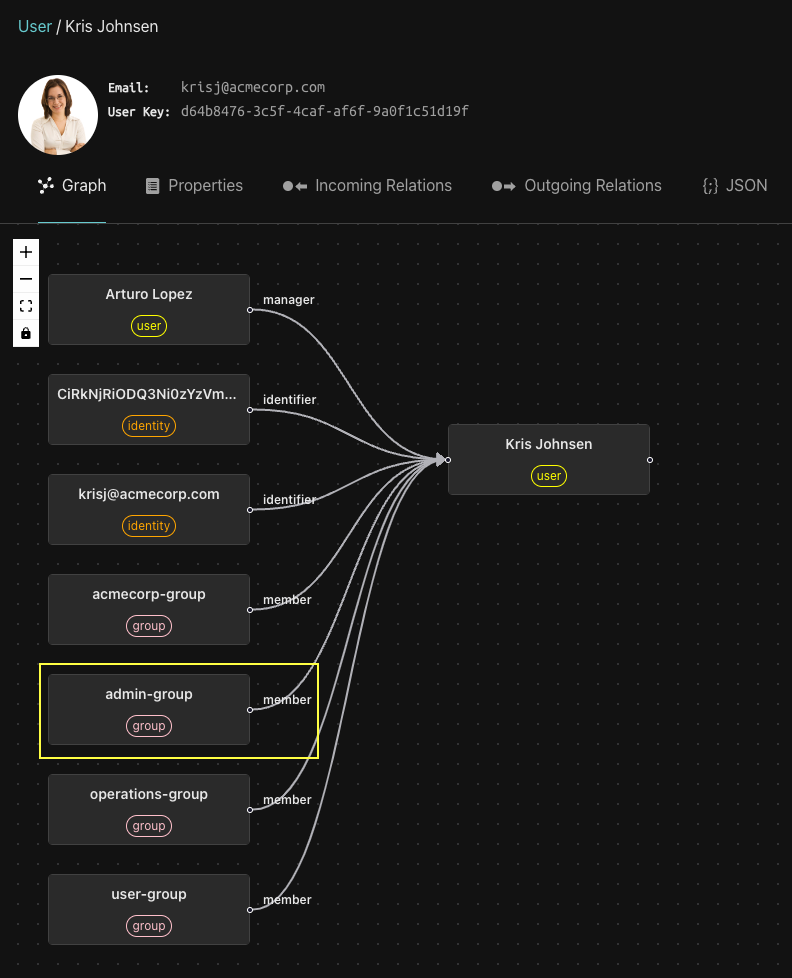 User / Kris Johnsen
Email: krisj@acmecorp.com
User Key: d64b8476-3c5f-4caf-af6f-9a0f1c51d19f
Graph Properties Incoming Relations Outgoing Relations {;} JSON
Arturo Lopez
user
manager
CiRkNjRiODQ3Ni0zYzVm...
identity
identifier
krisj@acmecorp.com
identity
identifier
acmecorp-group
group
member
admin-group
group
member
operations-group
group
member
user-group
group
member
Kris Johnsen
user